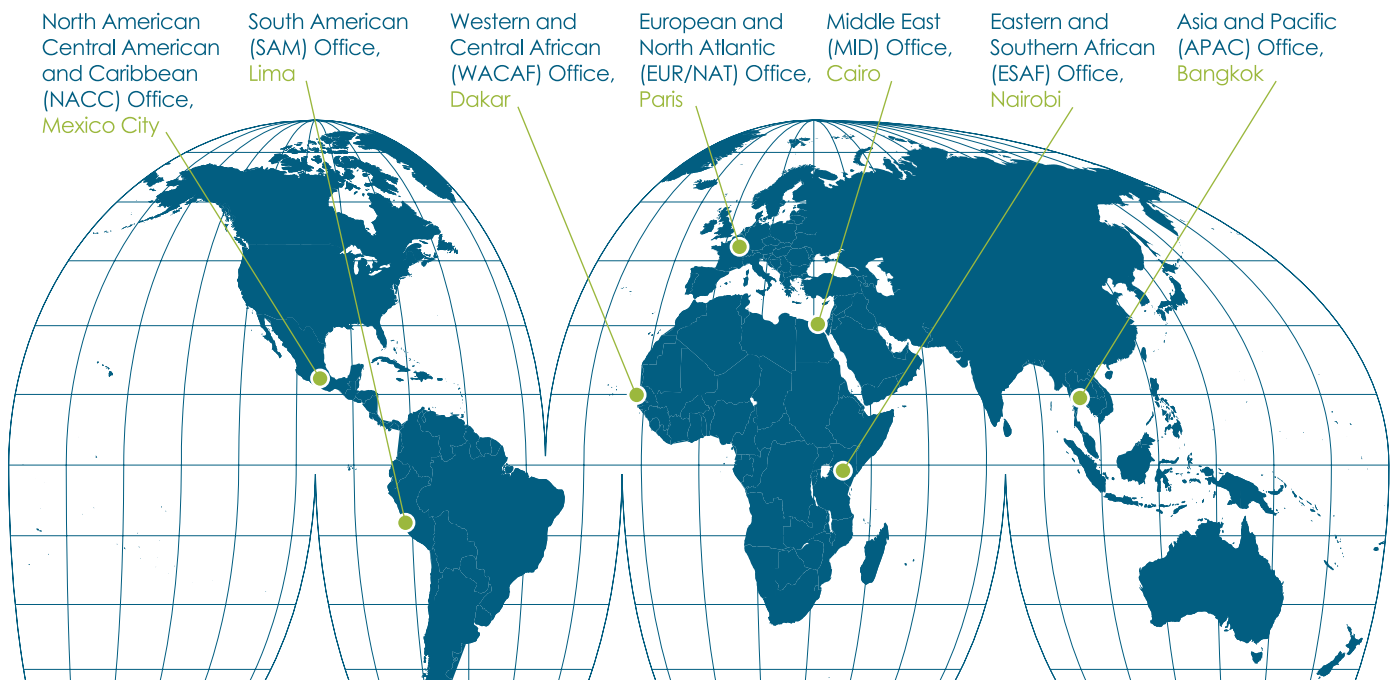 North American
Central American
and Caribbean
(NACC) Office,
Mexico City
South American
(SAM) Office,
Lima
Western and
Central African
(WACAF) Office,
Dakar
European and
North Atlantic
(EUR/NAT) Office,
Paris
Middle East
(MID) Office,
Cairo
Eastern and
Southern African
(ESAF) Office,
Nairobi
Asia and Pacific
(APAC) Office,
Bangkok